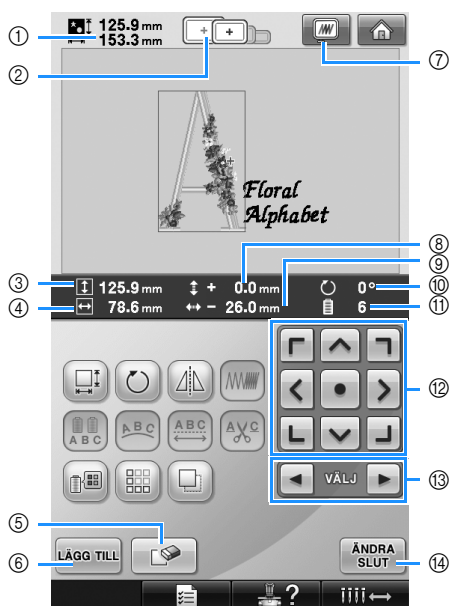 ① 125.9 mm
153.3 mm
②
⑦
Floral
Alphabet
③ 125.9 mm + 0.0 mm 0° ⑧ ⑨ ⑩
④ 78.6 mm − 26.0 mm 6 ⑪
⑫
A B C A B C A B C A C
VÄLJ ⑬
⑤
⑥ LÄGG TILL
ÄNDRA
SLUT ⑭
?